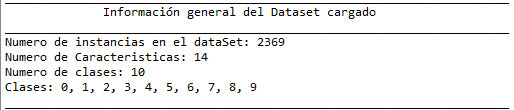 Información general del Dataset cargado
Numero de instancias en el dataSet: 2369
Numero de Caracteristicas: 14
Numero de clases: 10
Clases: 0, 1, 2, 3, 4, 5, 6, 7, 8, 9